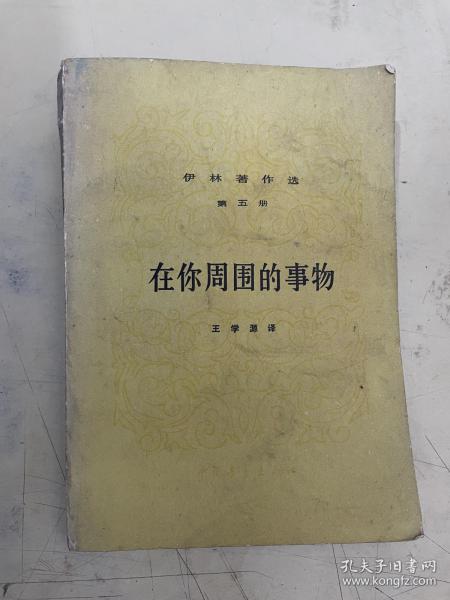 伊林著作选
第五册
在你周围的事物
王学源译
孔夫子旧书网
www.kongfz.com